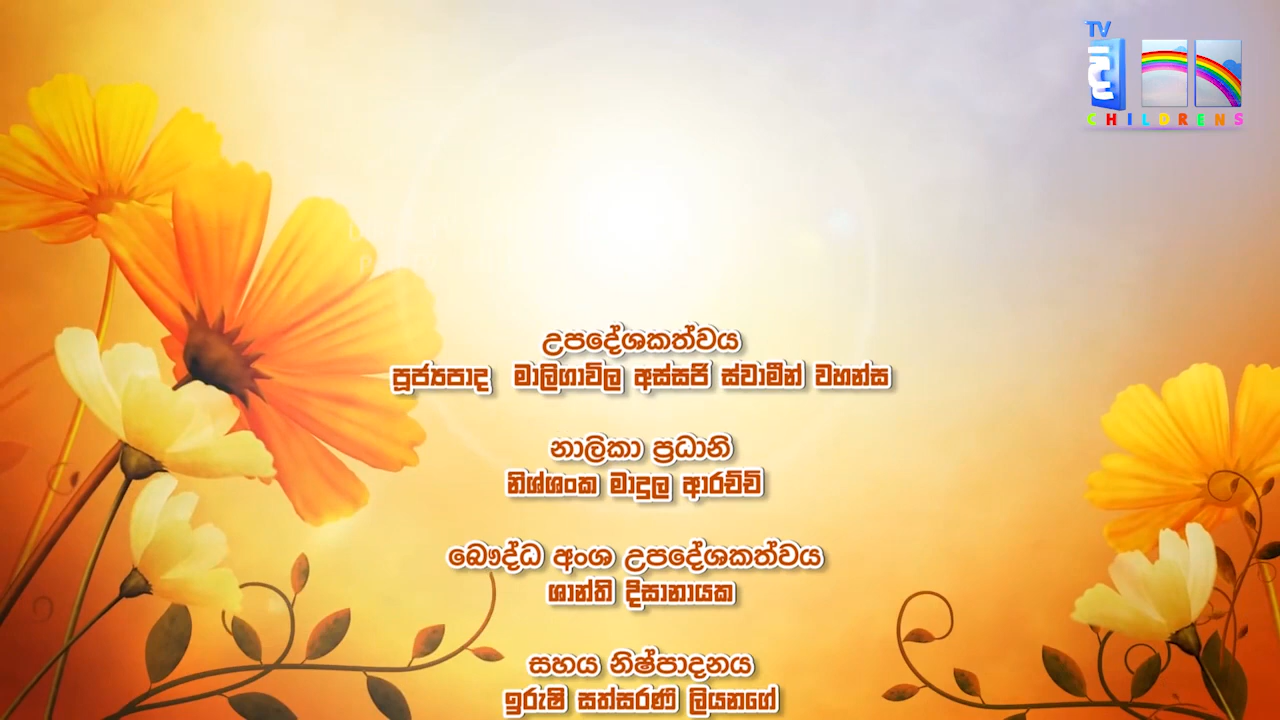 TV
දී
CHILDRENS
උපදේශකත්වය
පූජ්‍යපාද මාලිගාවිල අස්සජි ස්වාමීන් වහන්ස
නාලිකා ප්‍රධානි
නිශ්ශංක මාදුල ආරච්චි
බෞද්ධ අංශ උපදේශකත්වය
ශාන්ති දිසානායක
සහය නිෂ්පාදනය
ඉරුෂි සත්සරණි ලියනගේ